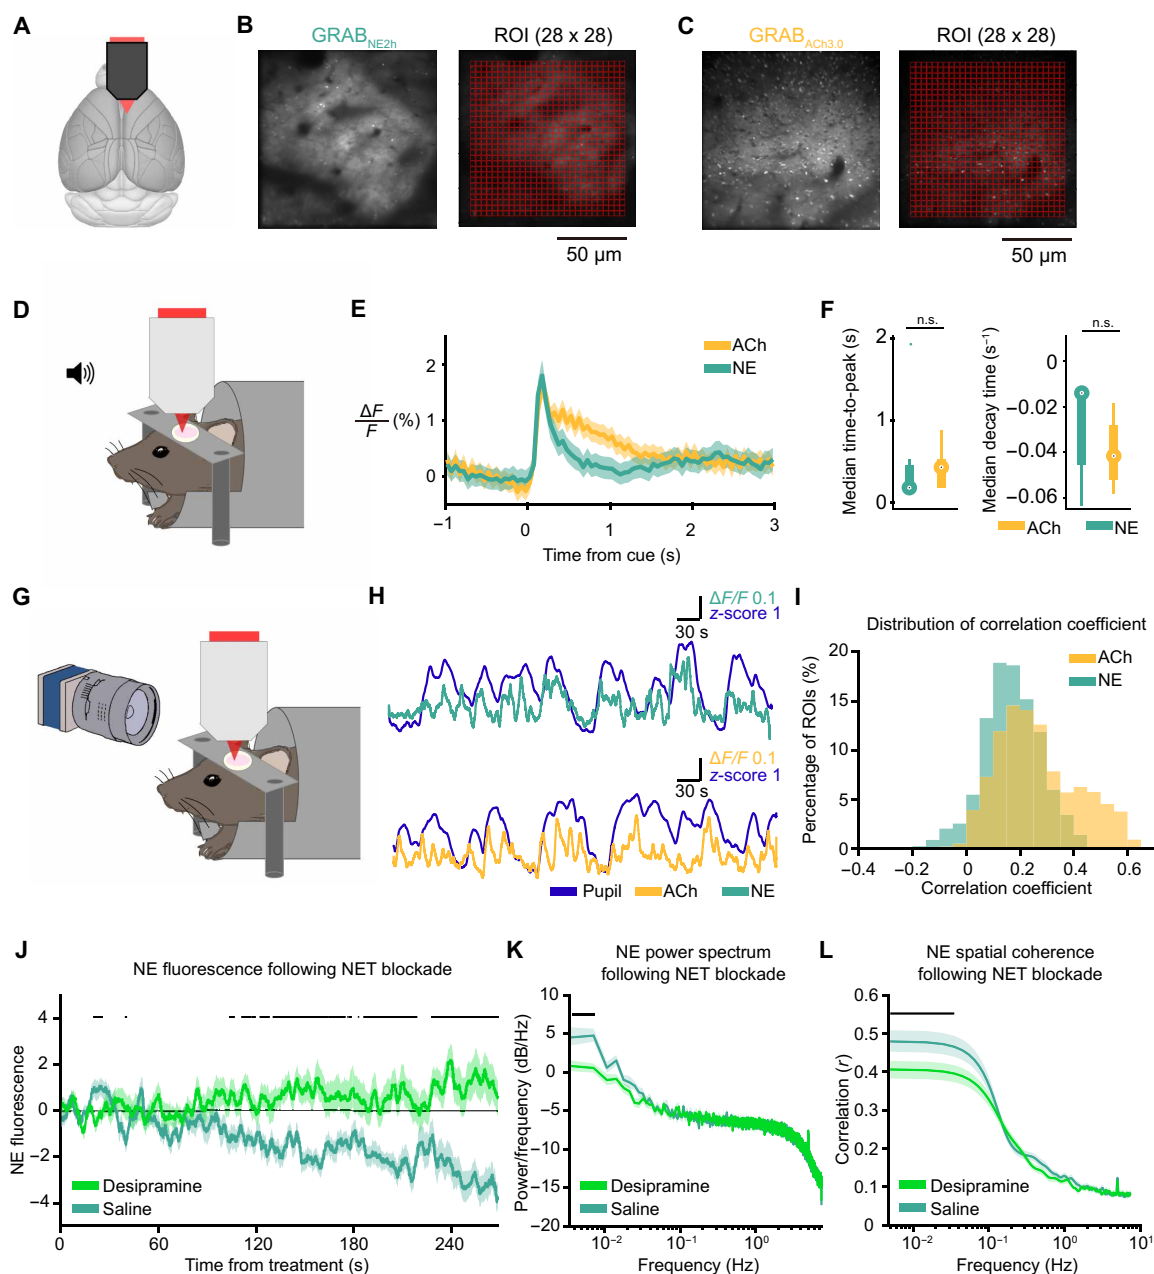 A
B
GRAB NE2h
ROI (28 x 28)
50 µm
C
GRAB ACh3.0
ROI (28 x 28)
50 µm
D
E
ACh
NE
ΔF/F (%)
2
1
0
−1 0 1 2 3
Time from cue (s)
F
n.s.
Median time-to-peak (s)
2
1
0
n.s.
Median decay time (s⁻¹)
0
−0.02
−0.04
−0.06
ACh NE
G
H
ΔF/F 0.1
z-score 1
30 s
ΔF/F 0.1
z-score 1
30 s
Pupil ACh NE
I
Distribution of correlation coefficient
ACh
NE
Percentage of ROIs (%)
20
15
10
5
0
−0.4 −0.2 0 0.2 0.4 0.6
Correlation coefficient
J
NE fluorescence following NET blockade
NE fluorescence
4
2
0
−2
−4
Desipramine
Saline
0 60 120 180 240
Time from treatment (s)
K
NE power spectrum
following NET blockade
Power/frequency (dB/Hz)
10
5
0
−5
−10
−15
−20
Desipramine
Saline
10⁻² 10⁻¹ 10⁰
Frequency (Hz)
L
NE spatial coherence
following NET blockade
Correlation (r)
0.6
0.5
0.4
0.3
0.2
0.1
0
Desipramine
Saline
10⁻² 10⁻¹ 10⁰ 10¹
Frequency (Hz)